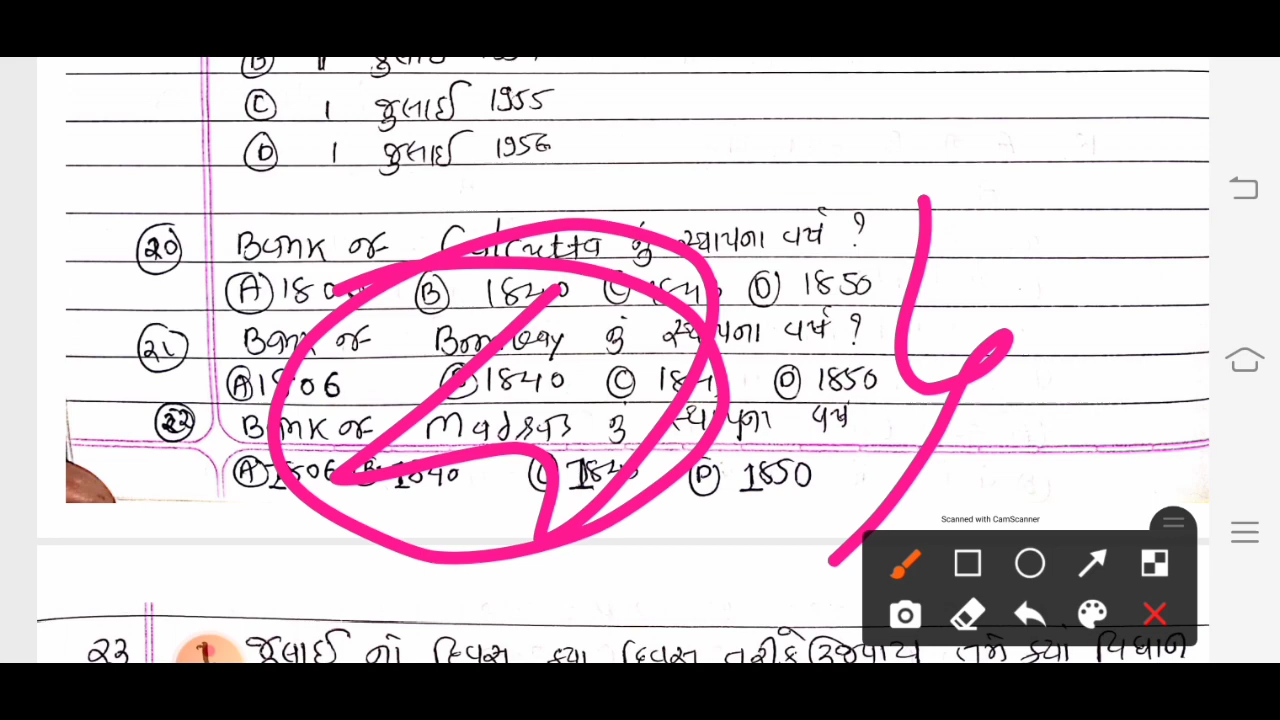 Ⓒ 1 જુલાઈ 1955
Ⓓ 1 જુલાઈ 1956
⑳ Bank of Calcutta નું સ્થાપના વર્ષ ?
Ⓐ 180 Ⓑ 1840 Ⓒ Ⓓ 1850
㉑ Bank of Bombay નું સ્થાપના વર્ષ ?
Ⓐ 1806 Ⓑ 1840 Ⓒ 184 Ⓓ 1850
㉒ Bank of Madras નું સ્થાપના વર્ષ
Ⓐ 1806 Ⓑ 1840 Ⓒ 184 Ⓓ 1850
Scanned with CamScanner
23 1 જુલાઈ નો દિવસ ક્યા દિવસ તરીકે ઉજવાય